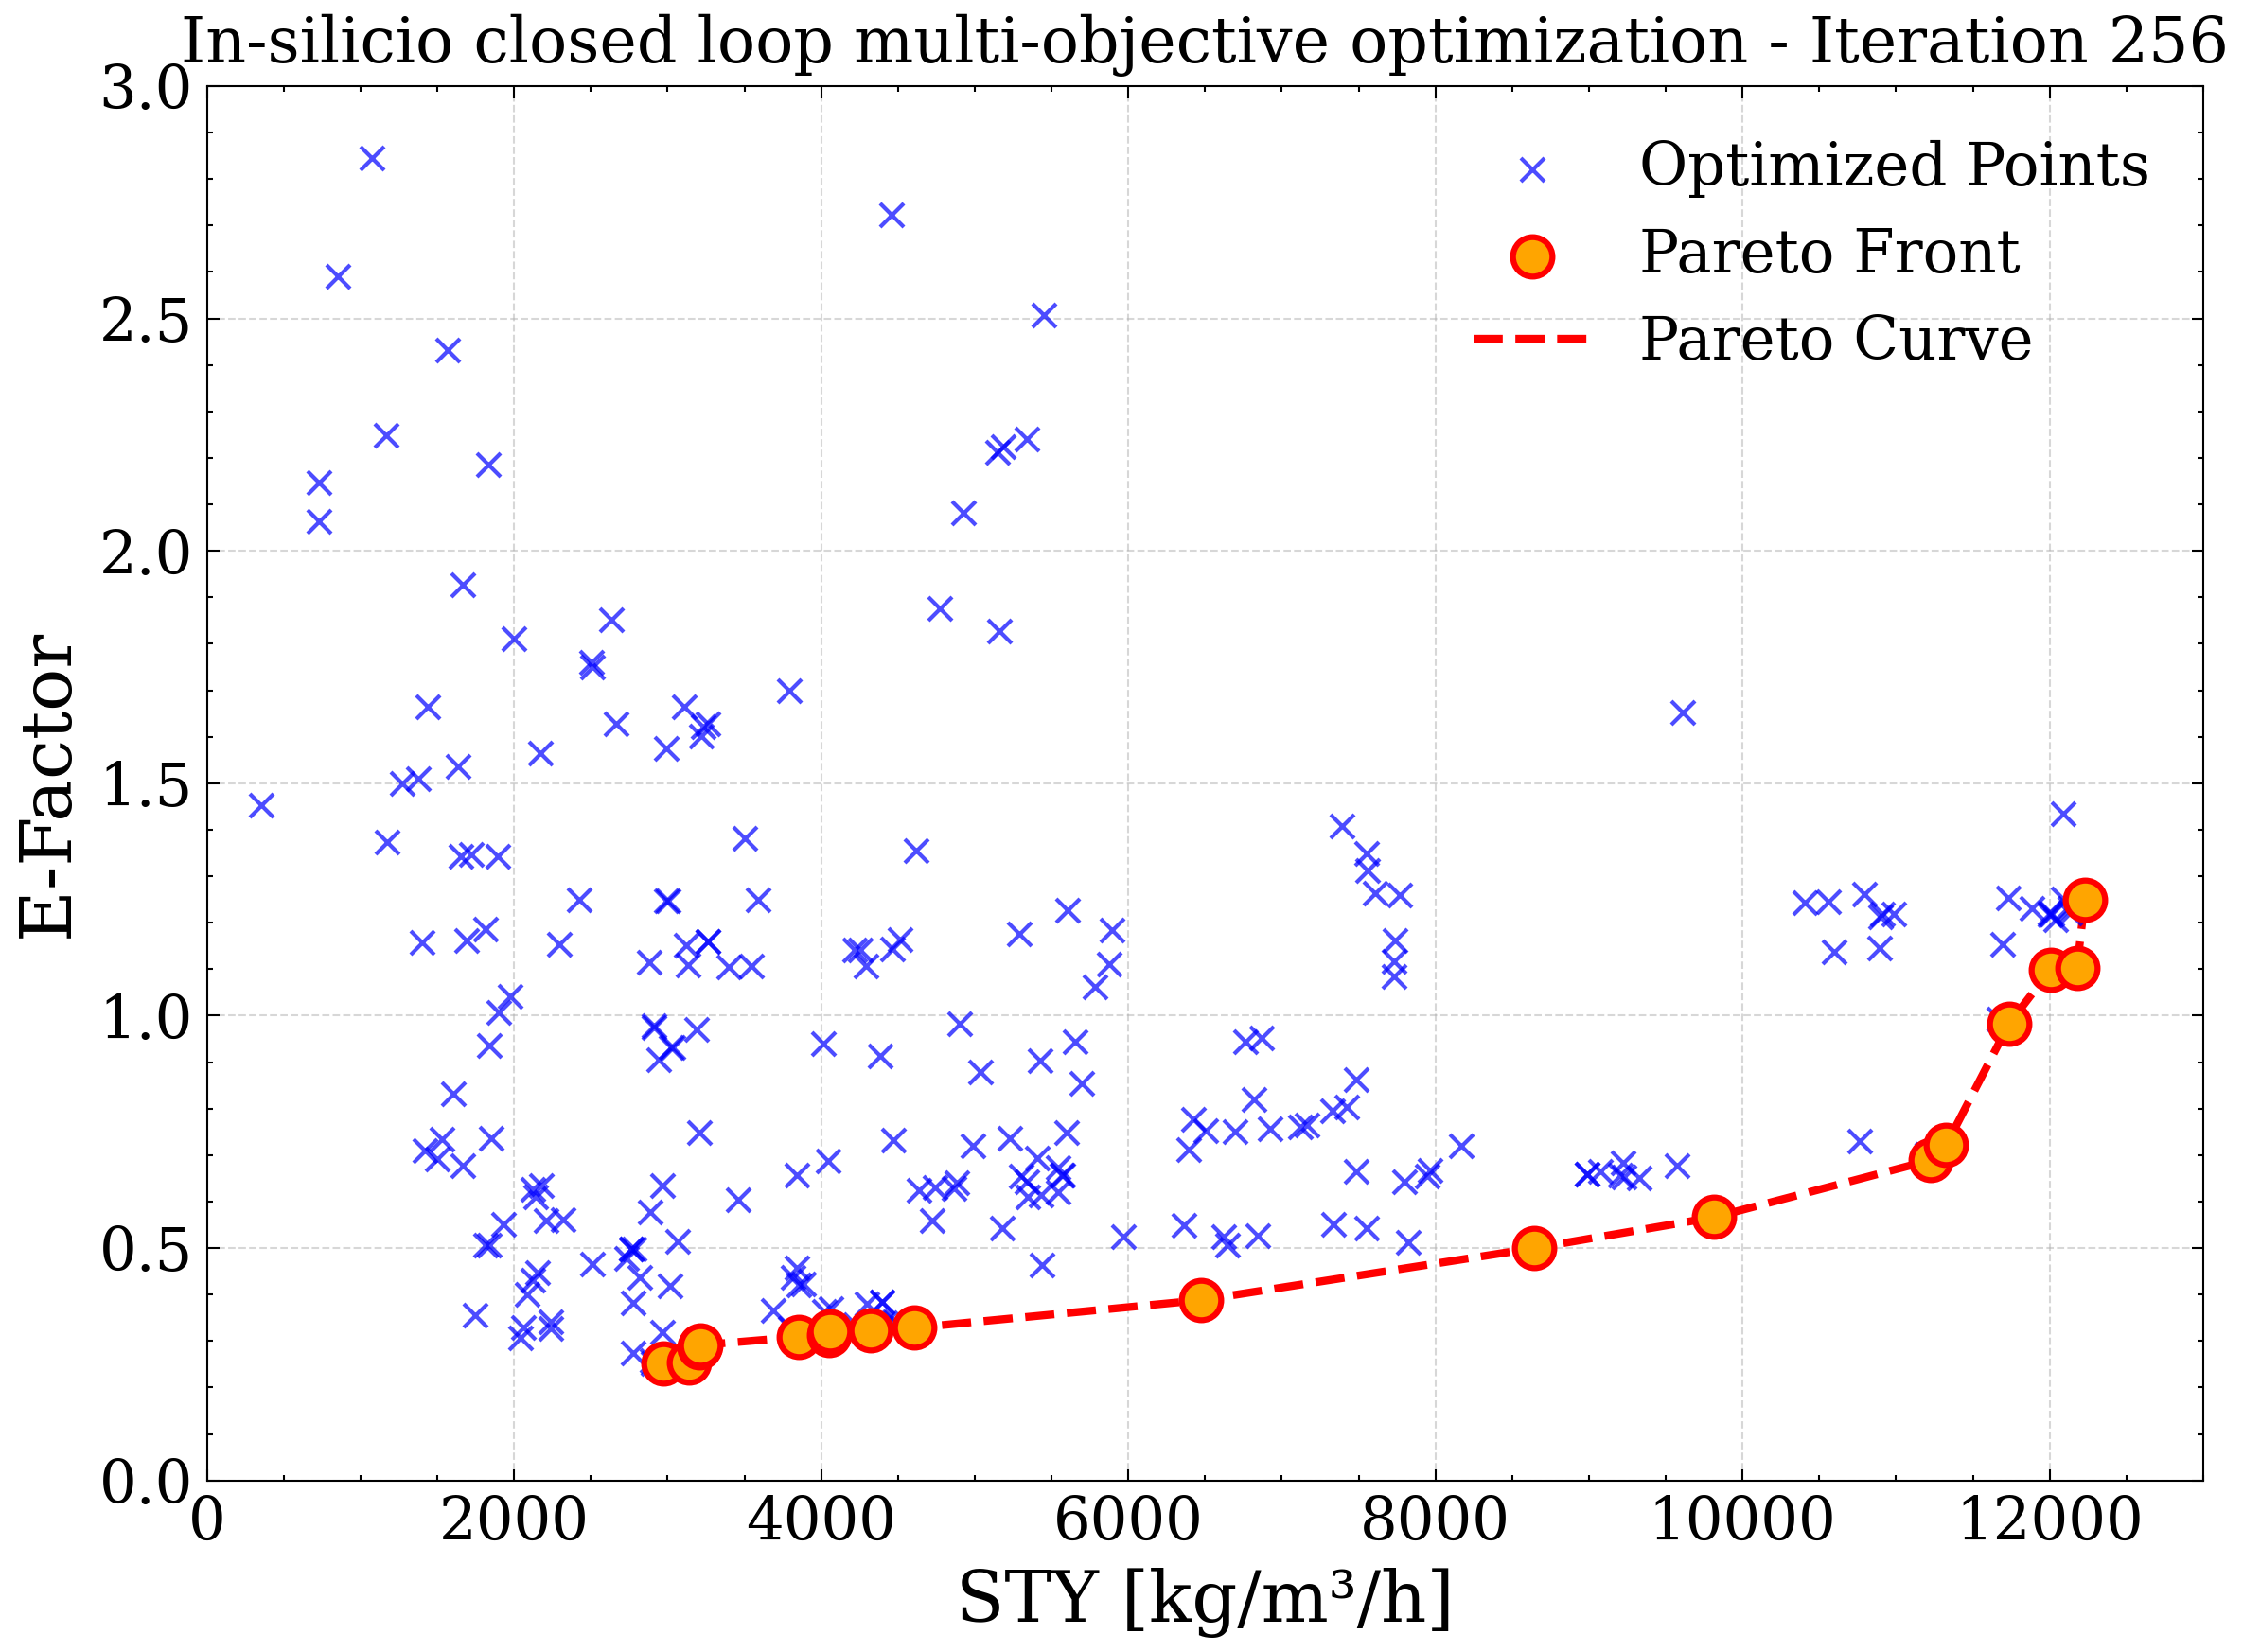 In-silicio closed loop multi-objective optimization - Iteration 256
3.0
2.5
2.0
1.5
1.0
0.5
0.0
E-Factor
Optimized Points
Pareto Front
Pareto Curve
0 2000 4000 6000 8000 10000 12000
STY [kg/m³/h]